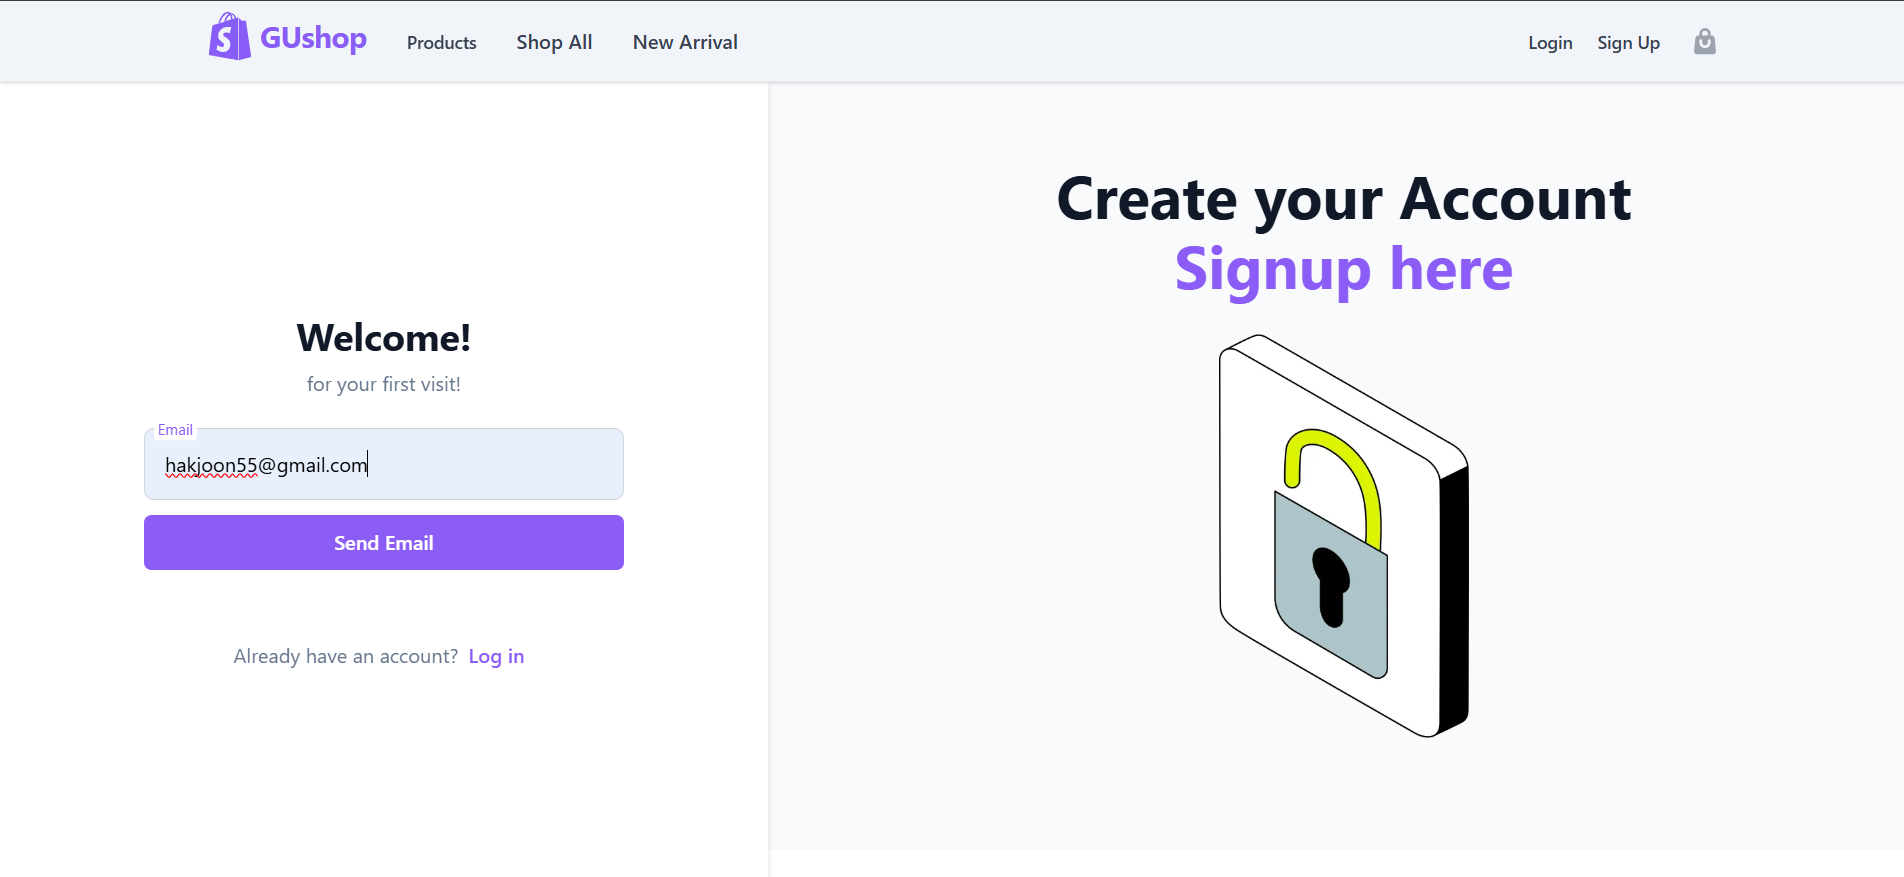 GUshop
Products
Shop All
New Arrival
Login
Sign Up
Create your Account
Signup here
Welcome!
for your first visit!
Email
hakjoon55@gmail.com
Send Email
Already have an account? Log in